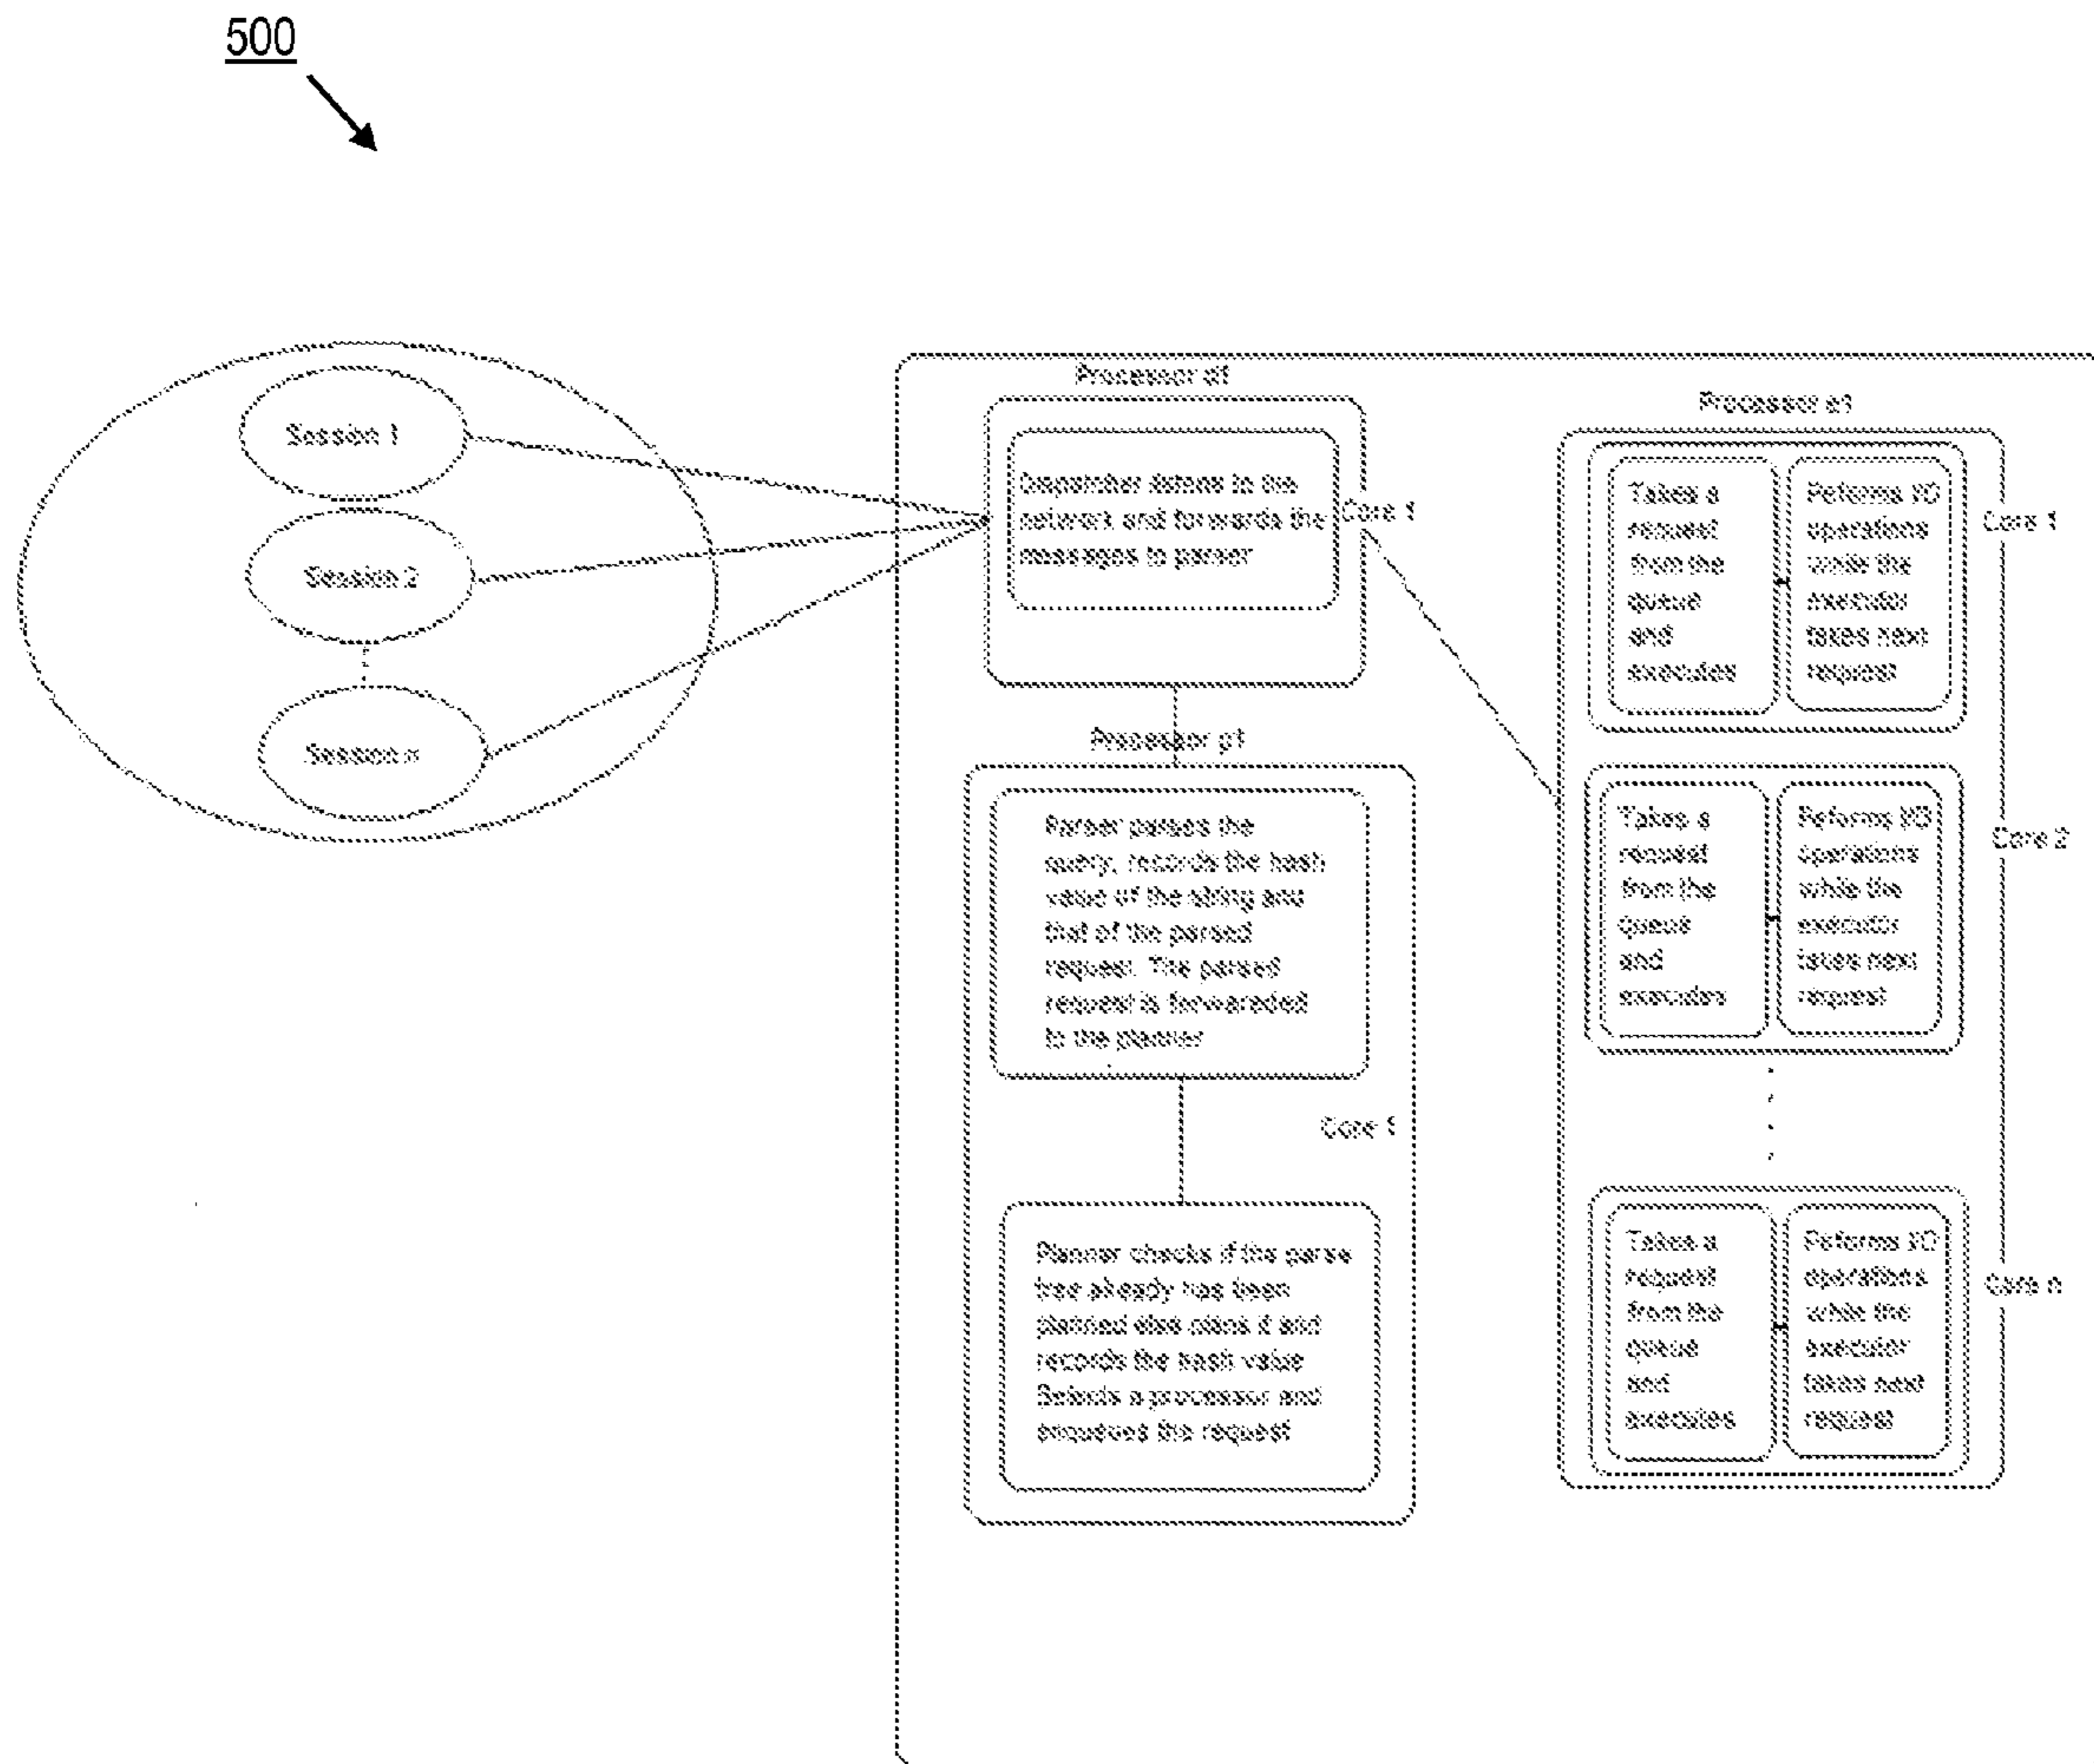 500
Session 1
Session 2
Session n
Processor d1
Dispatcher listens to the
network and forwards the
messages to parser
Core 1
Processor p1
Parser parses the
query, records the hash
value of the string and
that of the parsed
request. The parsed
request is forwareded
to the planner
Core 1
Planner checks if the parse
tree already has been
planned else plans it and
records the hash value
Selects a processor and
enqueues the request
Processor e1
Takes a
request
from the
queue
and
executes
Peforms I/O
operations
while the
executor
takes next
request
Core 1
Takes a
request
from the
queue
and
executes
Peforms I/O
operations
while the
executor
takes next
request
Core 2
Takes a
request
from the
queue
and
executes
Peforms I/O
operations
while the
executor
takes next
request
Core n